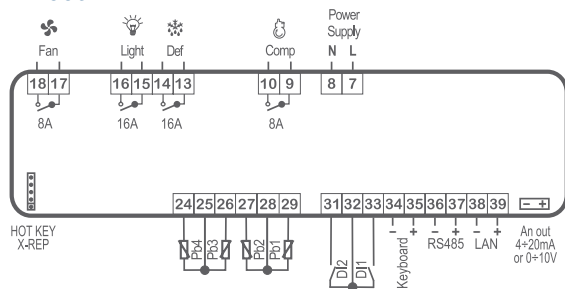 Fan Light Def Comp Power Supply N L
18 17 16 15 14 13 10 9 8 7
8A 16A 16A 8A
24 25 26 27 28 29 31 32 33 34 35 36 37 38 39 - +
HOT KEY X-REP
Pb4 Pb3 Pb2 Pb1 DI2 DI1
- + - + - +
Keyboard RS485 LAN
An out
4÷20mA
or 0÷10V